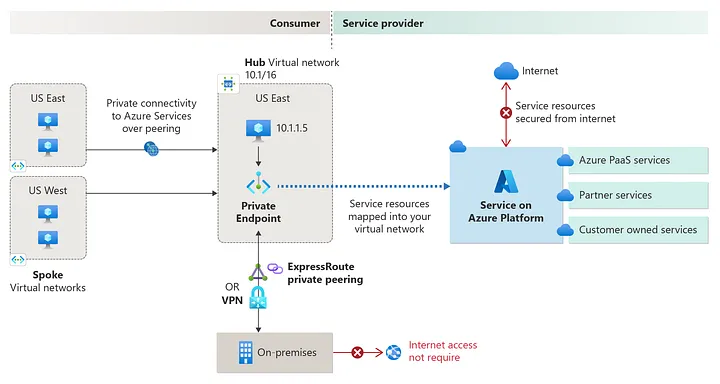 Consumer
Service provider
Hub Virtual network
10.1/16
Internet
US East
Private connectivity
to Azure Services
over peering
US East
10.1.1.5
Service resources
secured from internet
US West
Private
Endpoint
Service resources
mapped into your
virtual network
Service on
Azure Platform
Azure PaaS services
Partner services
Customer owned services
Spoke
Virtual networks
OR
VPN
ExpressRoute
private peering
On-premises
Internet access
not require